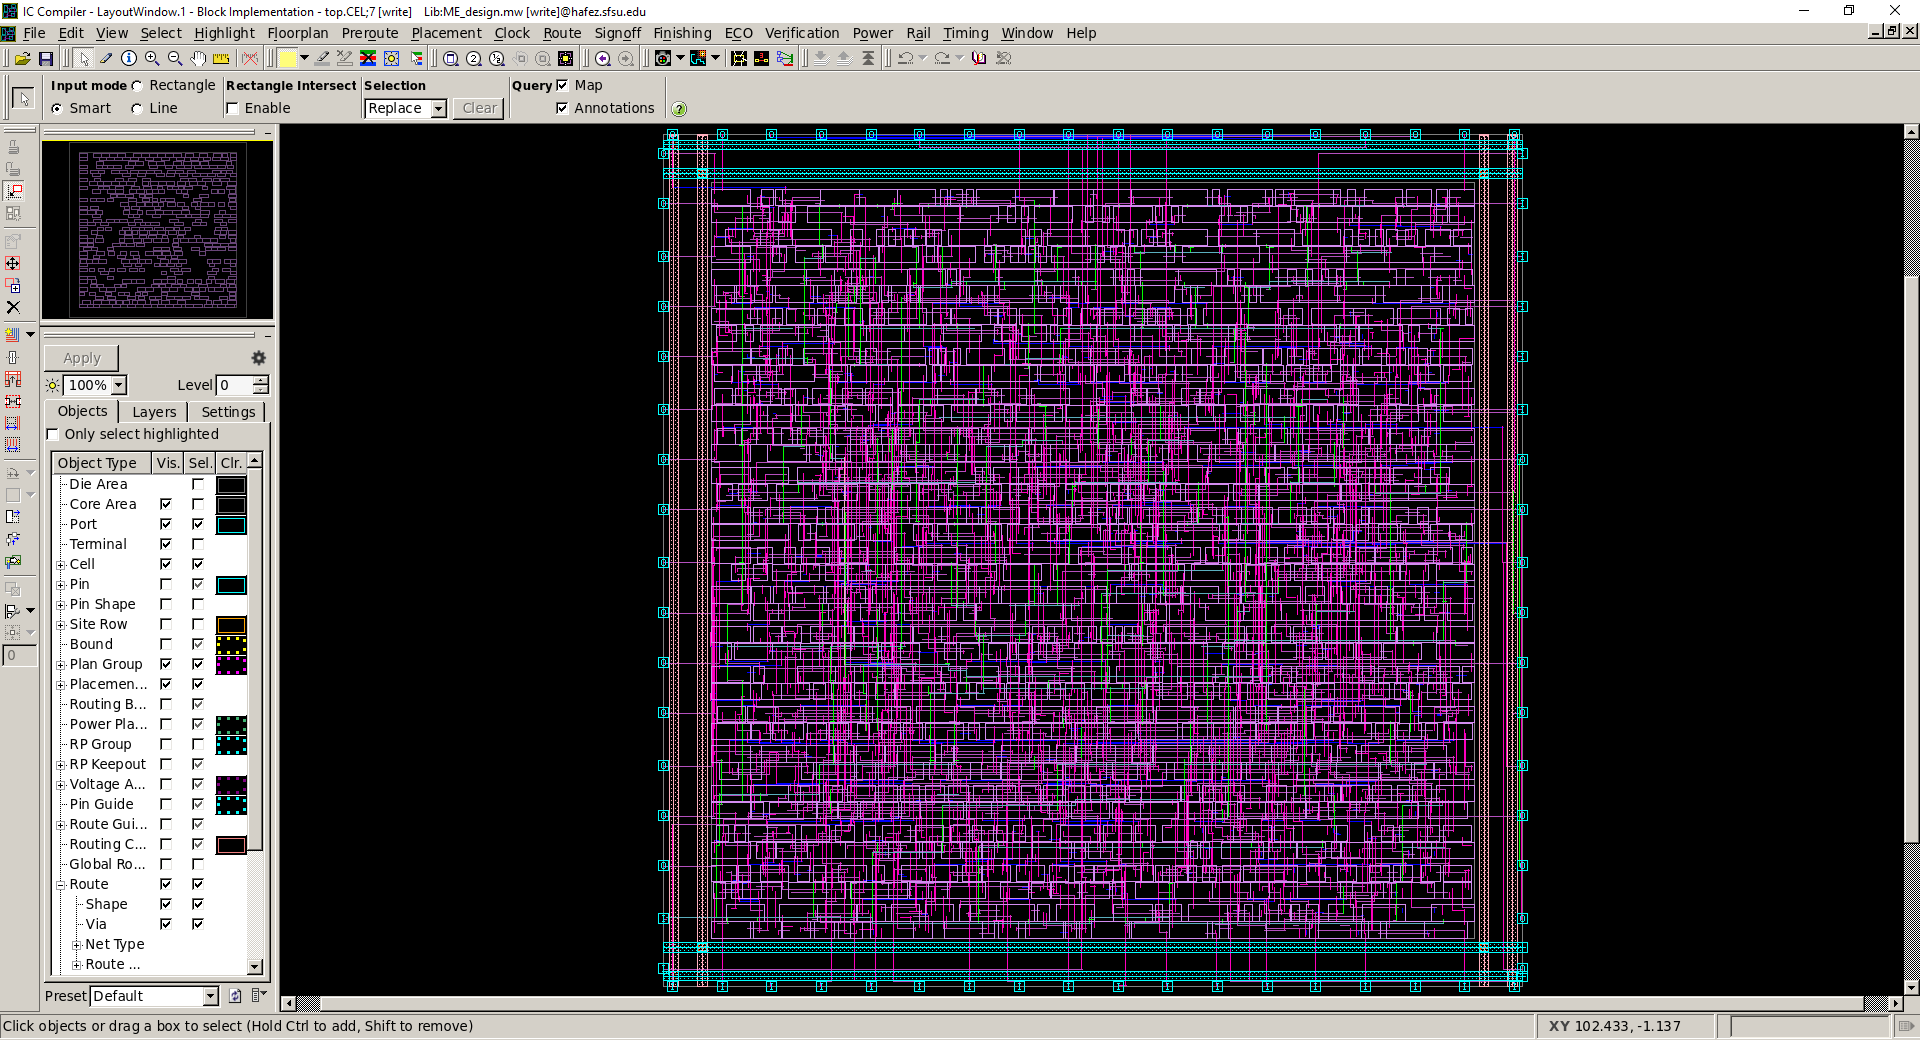 IC Compiler - LayoutWindow.1 - Block Implementation - top.CEL;7 [write]    Lib:ME_design.mw [write]@hafez.sfsu.edu
File Edit View Select Highlight Floorplan Preroute Placement Clock Route Signoff Finishing ECO Verification Power Rail Timing Window Help
Input mode Rectangle Rectangle Intersect Selection Query Map
Smart Line Enable Replace Clear Annotations
Apply
100% Level 0
Objects Layers Settings
Only select highlighted
Object Type Vis. Sel. Clr.
Die Area
Core Area
Port
Terminal
Cell
Pin
Pin Shape
Site Row
Bound
Plan Group
Placemen...
Routing B...
Power Pla...
RP Group
RP Keepout
Voltage A...
Pin Guide
Route Gui...
Routing C...
Global Ro...
Route
Shape
Via
Net Type
Route ...
0
Preset Default
Click objects or drag a box to select (Hold Ctrl to add, Shift to remove)
XY 102.433, -1.137